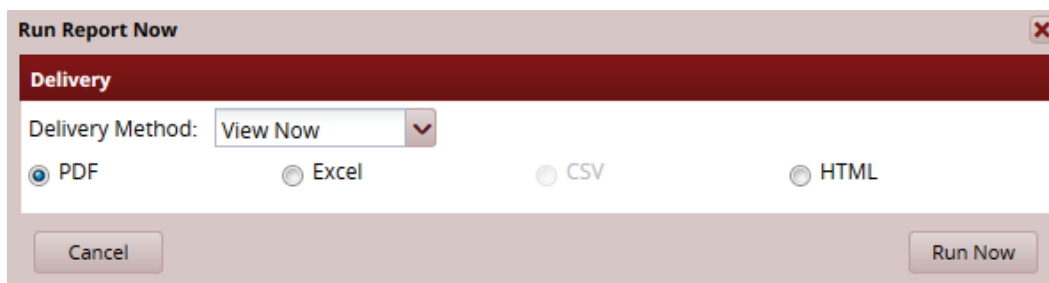 Run Report Now
Delivery
Delivery Method: View Now
PDF Excel CSV HTML
Cancel Run Now